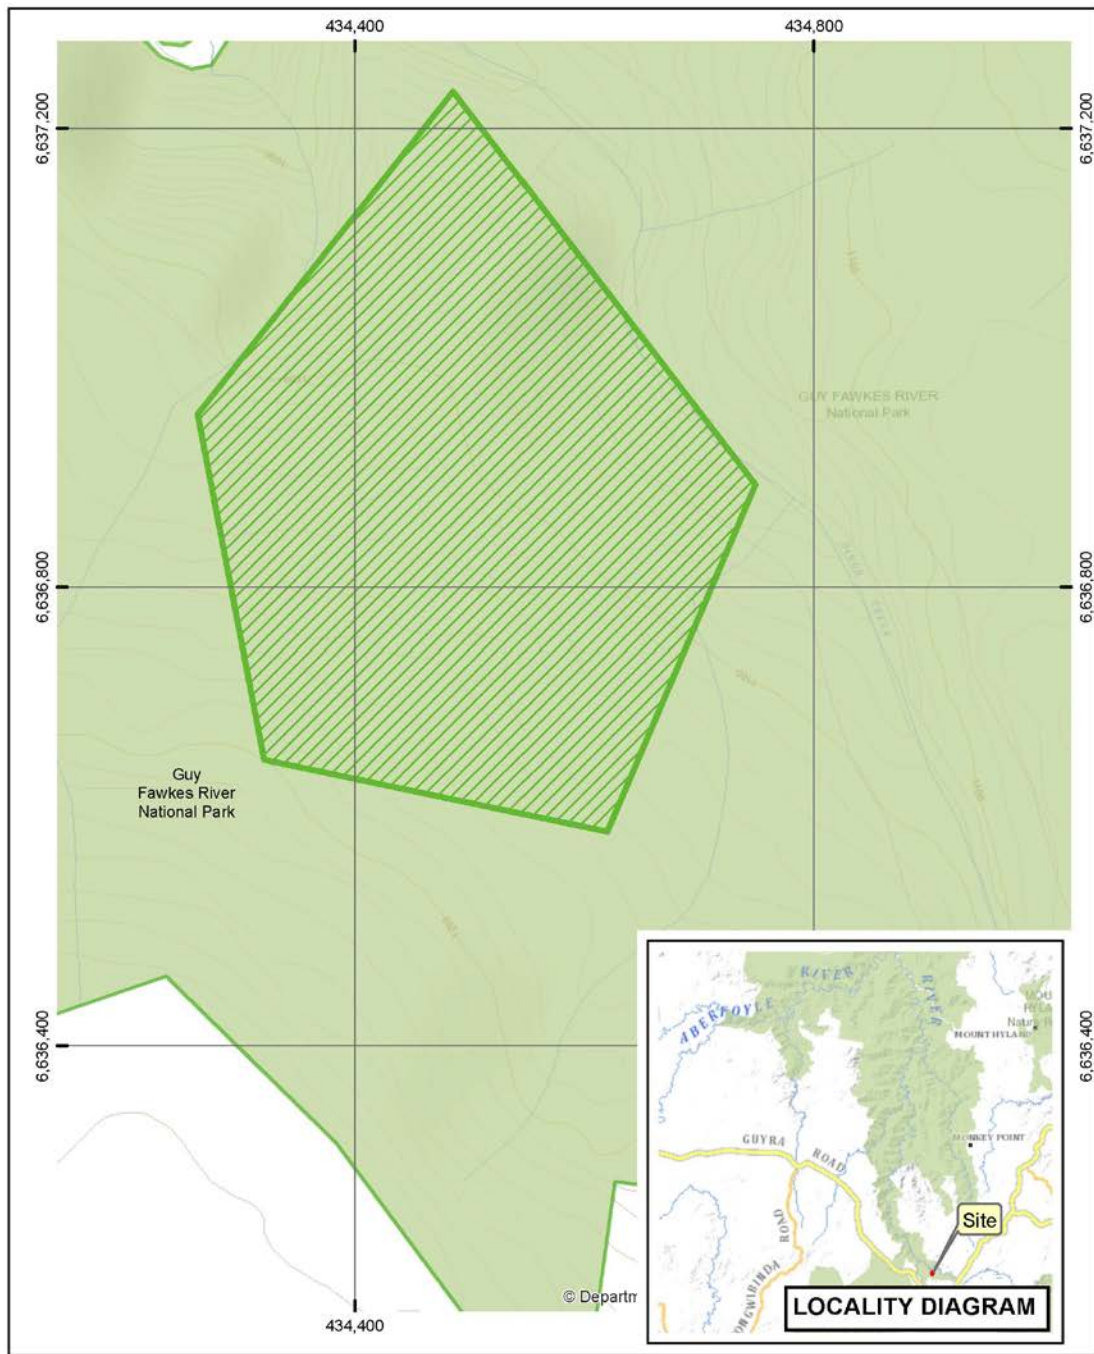 434,400
434,800
6,637,200
6,637,200
GUY FAWKES RIVER
National Park
6,636,800
6,636,800
Guy
Fawkes River
National Park
6,636,400
6,636,400
ABERFOYLE
RIVER
RIVER
MOUNT HYLAND
MONKEY POINT
GUYRA
ROAD
ROAD
Site
LOCALITY DIAGRAM
© Departm
434,400